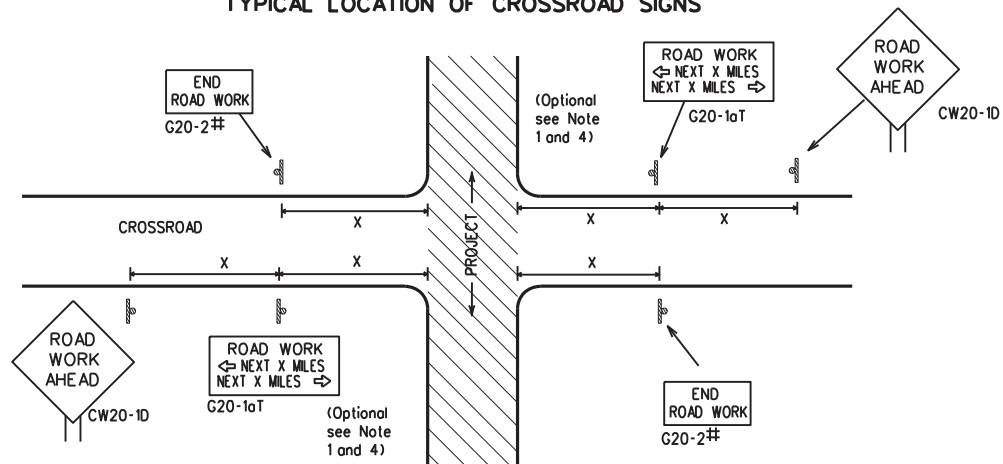 TYPICAL LOCATION OF CROSSROAD SIGNS
END
ROAD WORK
G20-2#
(Optional
see Note
1 and 4)
ROAD WORK
⇦ NEXT X MILES
NEXT X MILES ⇨
G20-1aT
ROAD
WORK
AHEAD
CW20-1D
X
X
X
CROSSROAD
PROJECT
X
X
X
ROAD
WORK
AHEAD
CW20-1D
ROAD WORK
⇦ NEXT X MILES
NEXT X MILES ⇨
G20-1aT
(Optional
see Note
1 and 4)
END
ROAD WORK
G20-2#